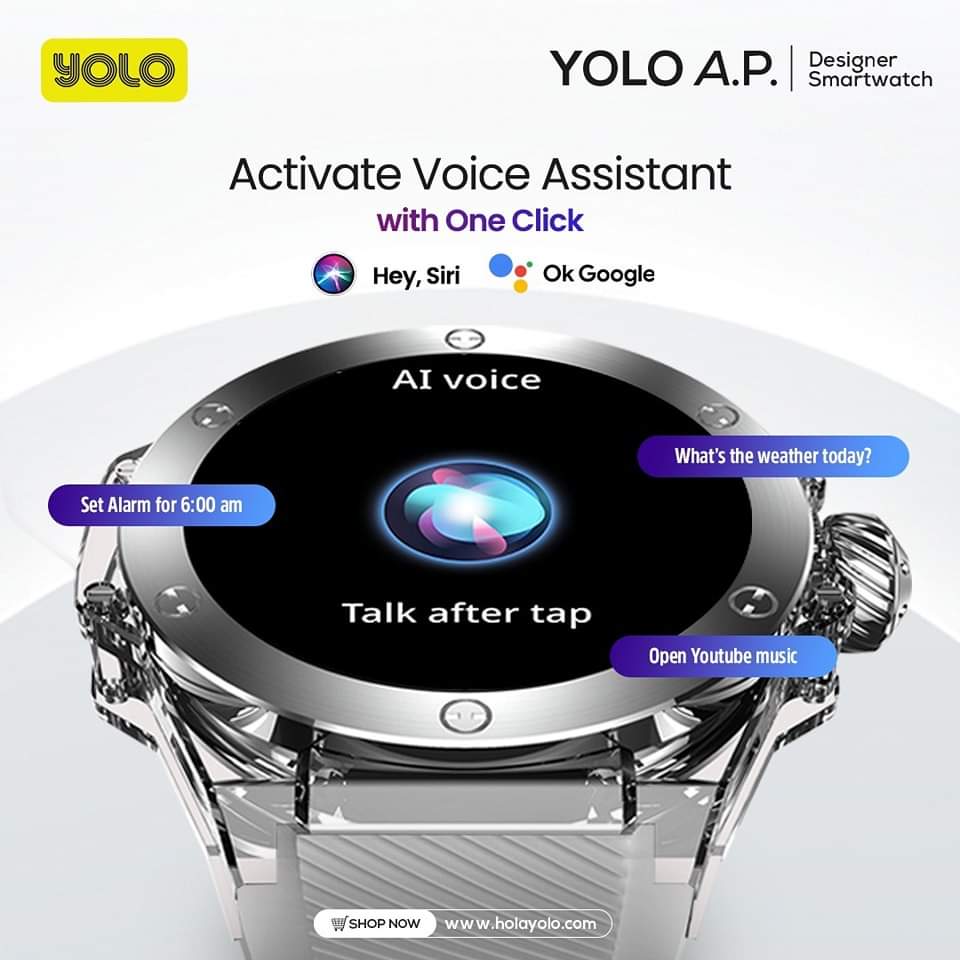 YOLO
YOLO A.P.
Designer
Smartwatch
Activate Voice Assistant
with One Click
Hey, Siri
Ok Google
AI voice
What's the weather today?
Set Alarm for 6:00 am
Talk after tap
Open Youtube music
SHOP NOW
www.holayolo.com